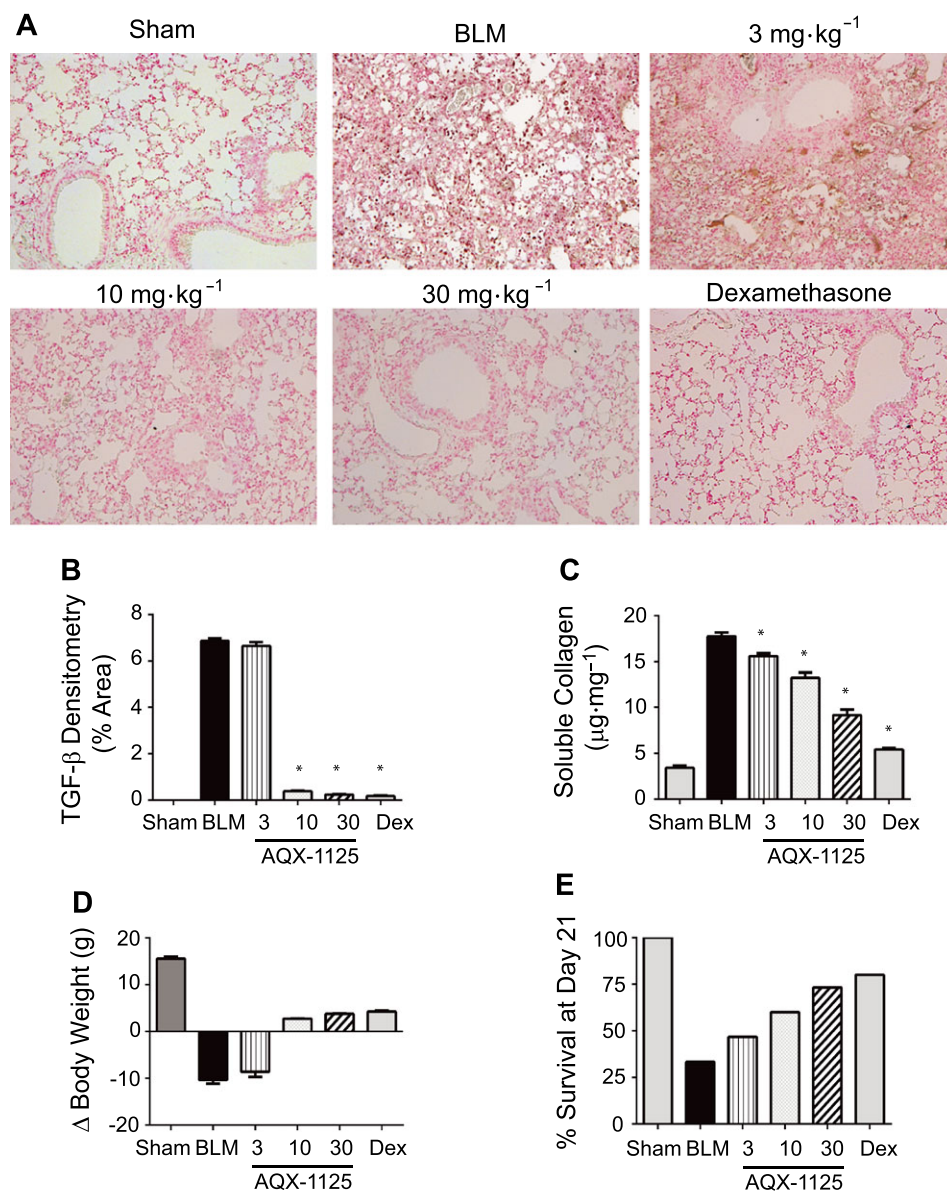 A
Sham
BLM
3 mg·kg⁻¹
10 mg·kg⁻¹
30 mg·kg⁻¹
Dexamethasone
B
TGF-β Densitometry
(% Area)
8
6
4
2
0
*
*
*
Sham BLM 3 10 30 Dex
AQX-1125
C
Soluble Collagen
(μg·mg⁻¹)
20
15
10
5
0
*
*
*
*
Sham BLM 3 10 30 Dex
AQX-1125
D
Δ Body Weight (g)
20
10
0
-10
-20
Sham BLM 3 10 30 Dex
AQX-1125
E
% Survival at Day 21
100
75
50
25
0
Sham BLM 3 10 30 Dex
AQX-1125